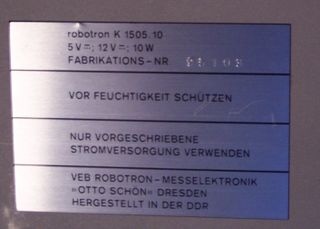 robotron K 1505.10
5 V⎓; 12 V⎓; 10 W
FABRIKATIONS-NR
VOR FEUCHTIGKEIT SCHÜTZEN
NUR VORGESCHRIEBENE
STROMVERSORGUNG VERWENDEN
VEB ROBOTRON-MESSELEKTRONIK
»OTTO SCHÖN« DRESDEN
HERGESTELLT IN DER DDR